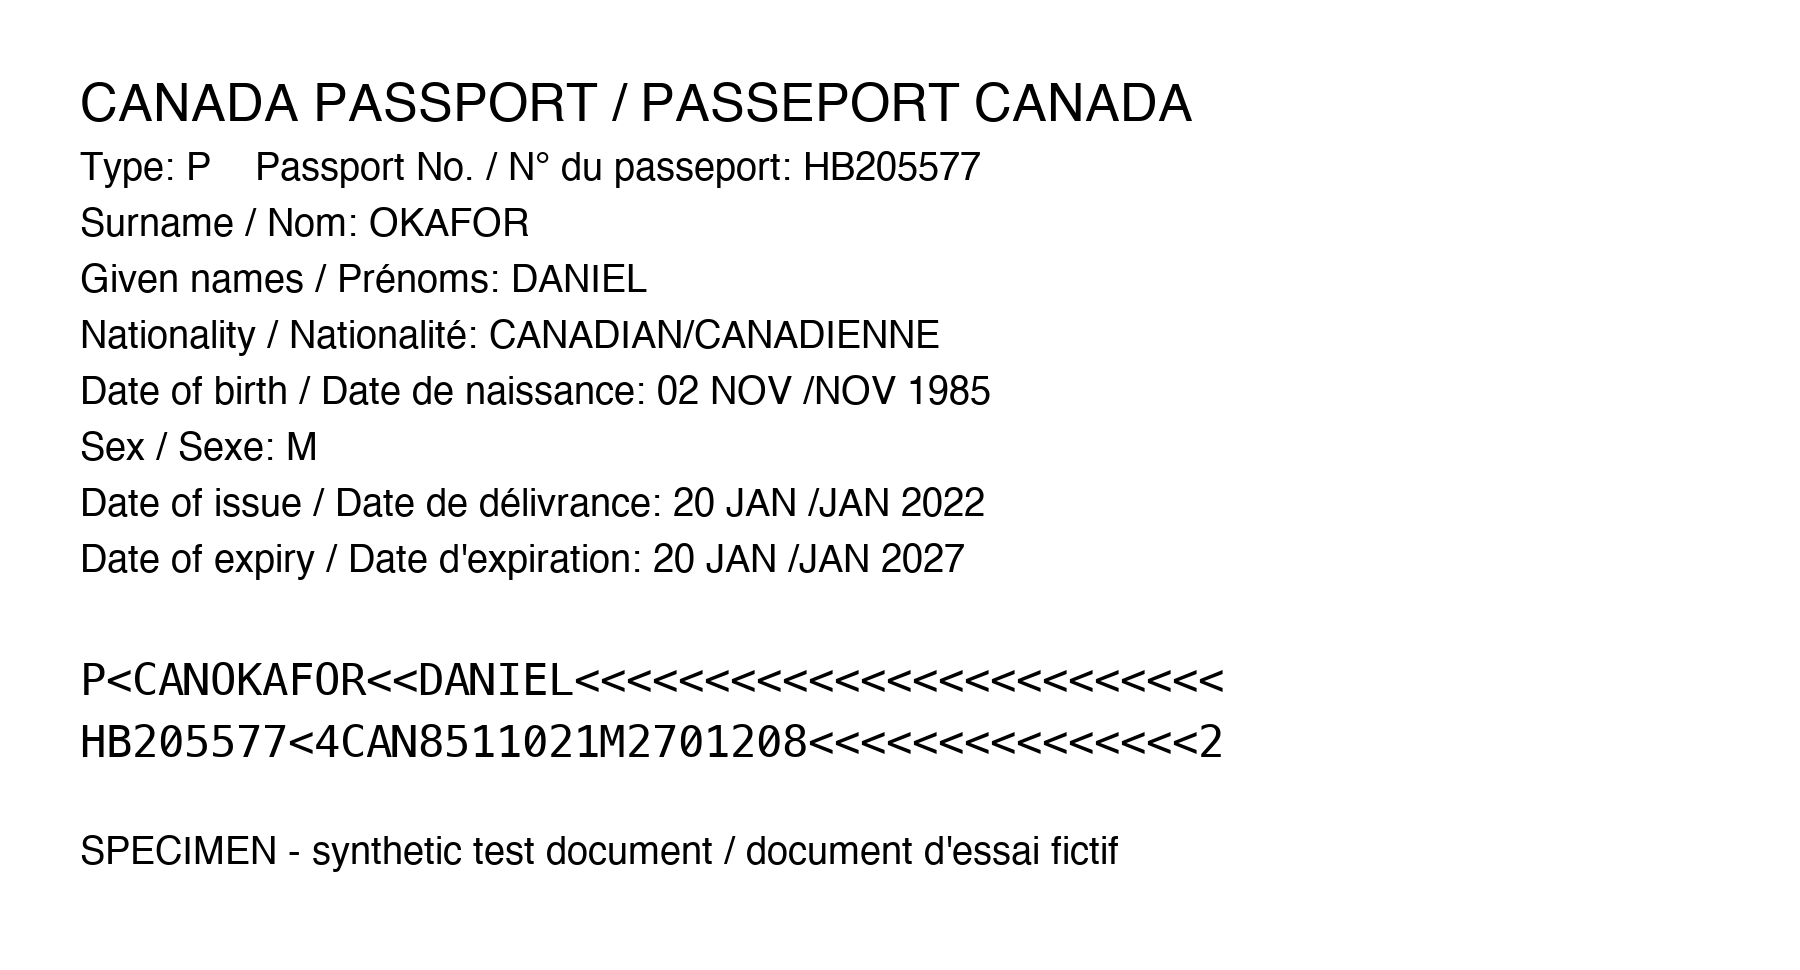 CANADA PASSPORT / PASSEPORT CANADA
Type: P    Passport No. / N° du passeport: HB205577
Surname / Nom: OKAFOR
Given names / Prénoms: DANIEL
Nationality / Nationalité: CANADIAN/CANADIENNE
Date of birth / Date de naissance: 02 NOV /NOV 1985
Sex / Sexe: M
Date of issue / Date de délivrance: 20 JAN /JAN 2022
Date of expiry / Date d'expiration: 20 JAN /JAN 2027
P<CANOKAFOR<<DANIEL<<<<<<<<<<<<<<<<<<<<<<<<<
HB205577<4CAN8511021M2701208<<<<<<<<<<<<<<<2
SPECIMEN - synthetic test document / document d'essai fictif